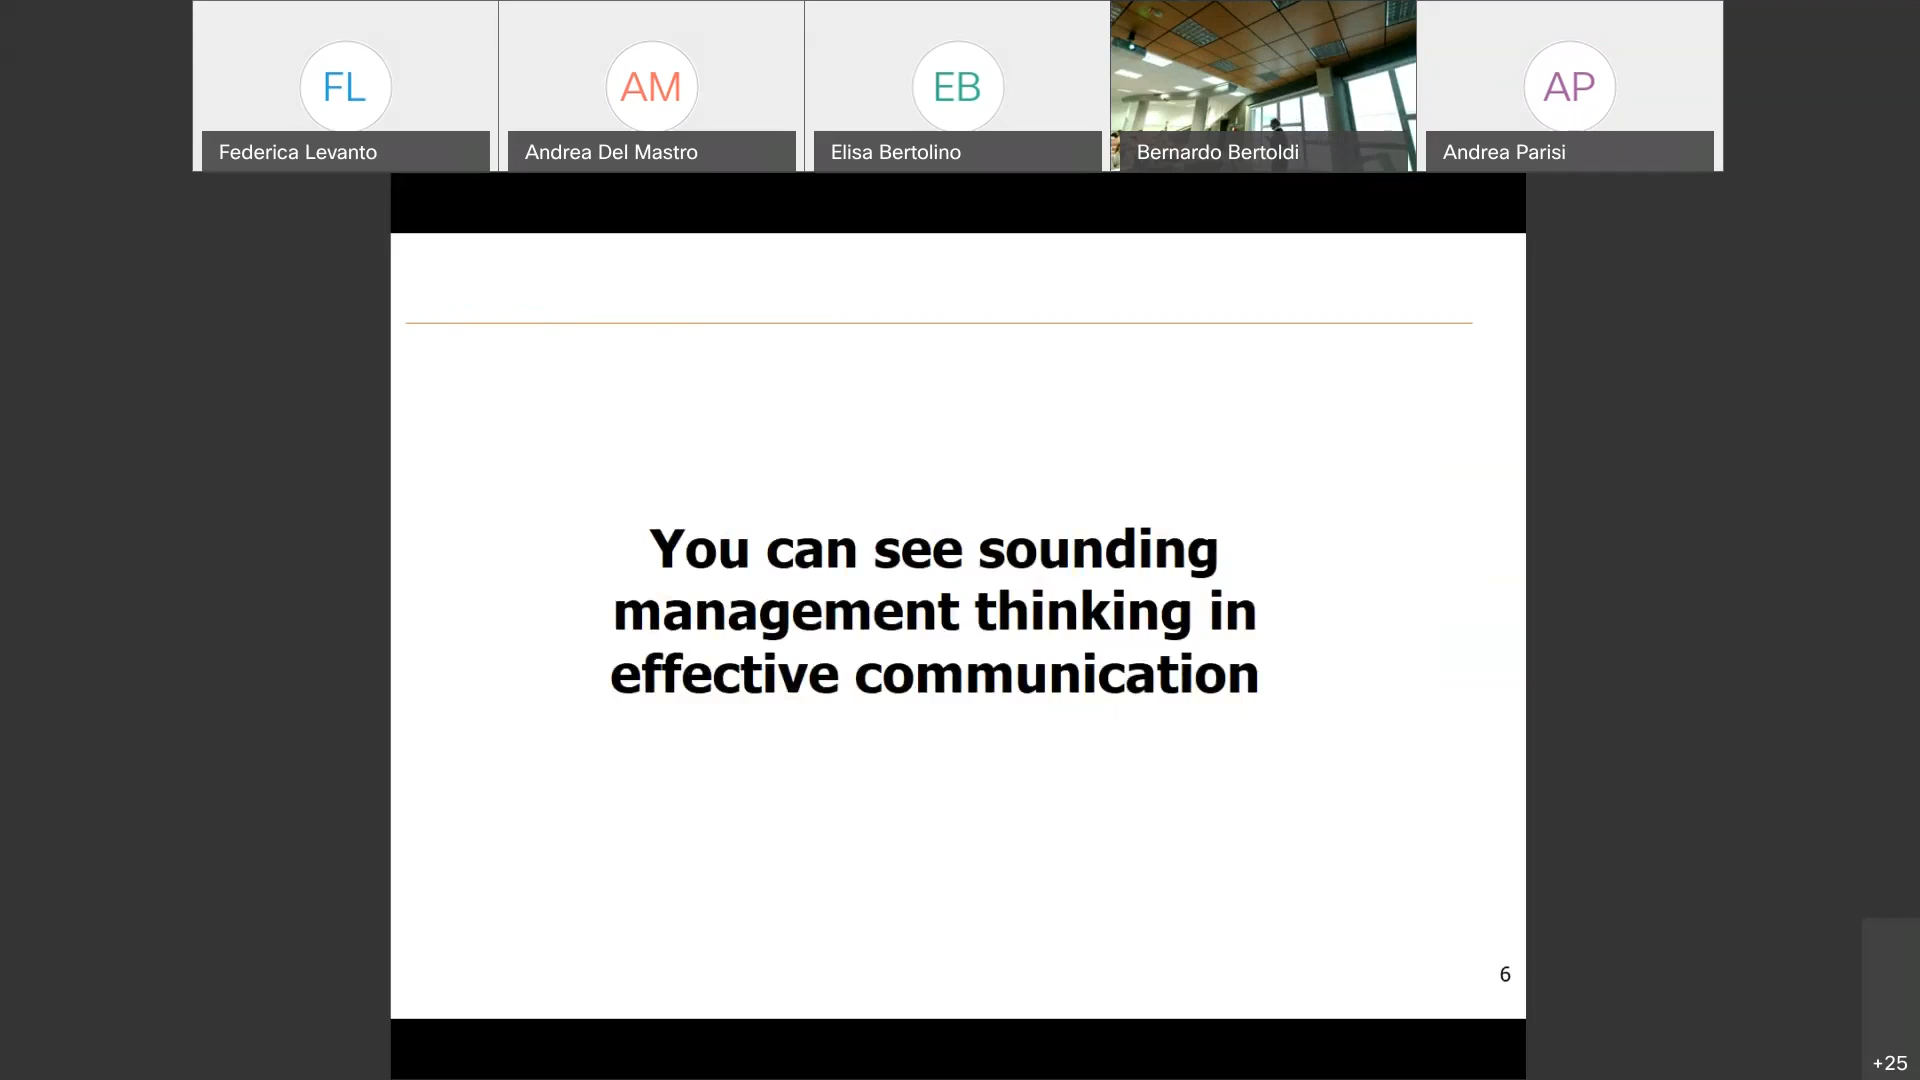 FL
AM
EB
AP
Federica Levanto
Andrea Del Mastro
Elisa Bertolino
Bernardo Bertoldi
Andrea Parisi
You can see sounding
management thinking in
effective communication
6
+25